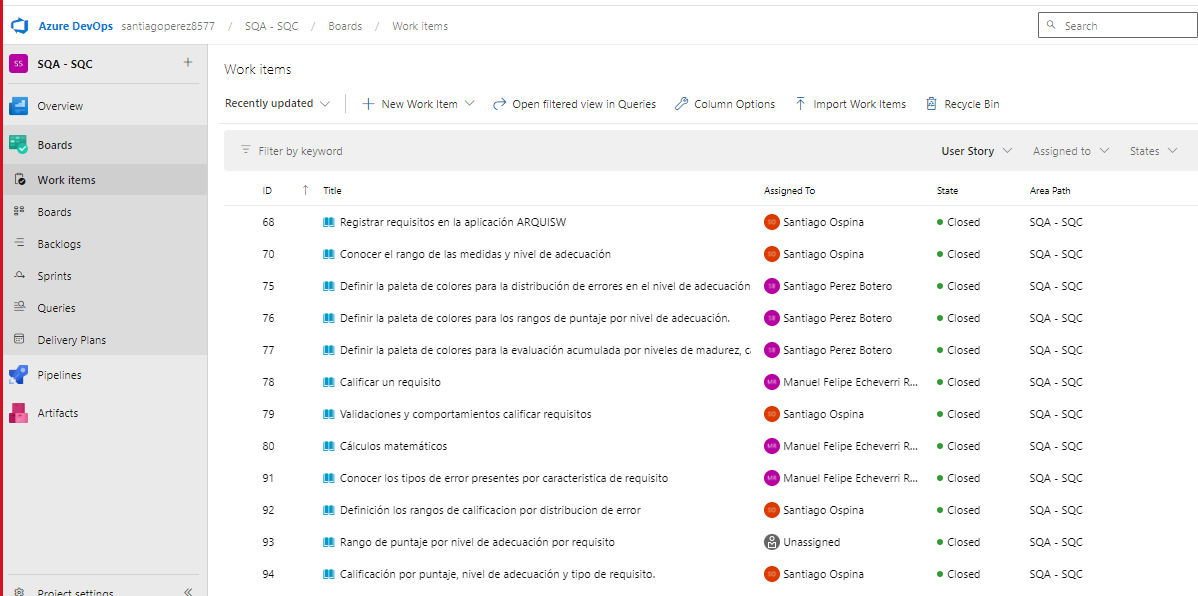 Azure DevOps santiagoperez8577 / SQA - SQC / Boards / Work items Search
SS SQA - SQC +
Overview
Boards
Work items
Boards
Backlogs
Sprints
Queries
Delivery Plans
Pipelines
Artifacts
Project settings
Work items
Recently updated New Work Item Open filtered view in Queries Column Options Import Work Items Recycle Bin
Filter by keyword User Story Assigned to States
ID ↑ Title Assigned To State Area Path
68 Registrar requisitos en la aplicación ARQUISW SO Santiago Ospina Closed SQA - SQC
70 Conocer el rango de las medidas y nivel de adecuación SO Santiago Ospina Closed SQA - SQC
75 Definir la paleta de colores para la distribución de errores en el nivel de adecuación Santiago Perez Botero Closed SQA - SQC
76 Definir la paleta de colores para los rangos de puntaje por nivel de adecuación. Santiago Perez Botero Closed SQA - SQC
77 Definir la paleta de colores para la evaluación acumulada por niveles de madurez, c Santiago Perez Botero Closed SQA - SQC
78 Calificar un requisito MR Manuel Felipe Echeverri R... Closed SQA - SQC
79 Validaciones y comportamientos calificar requisitos SO Santiago Ospina Closed SQA - SQC
80 Cálculos matemáticos MR Manuel Felipe Echeverri R... Closed SQA - SQC
91 Conocer los tipos de error presentes por caracteristica de requisito MR Manuel Felipe Echeverri R... Closed SQA - SQC
92 Definición los rangos de calificacion por distribucion de error SO Santiago Ospina Closed SQA - SQC
93 Rango de puntaje por nivel de adecuación por requisito Unassigned Closed SQA - SQC
94 Calificación por puntaje, nivel de adecuación y tipo de requisito. SO Santiago Ospina Closed SQA - SQC